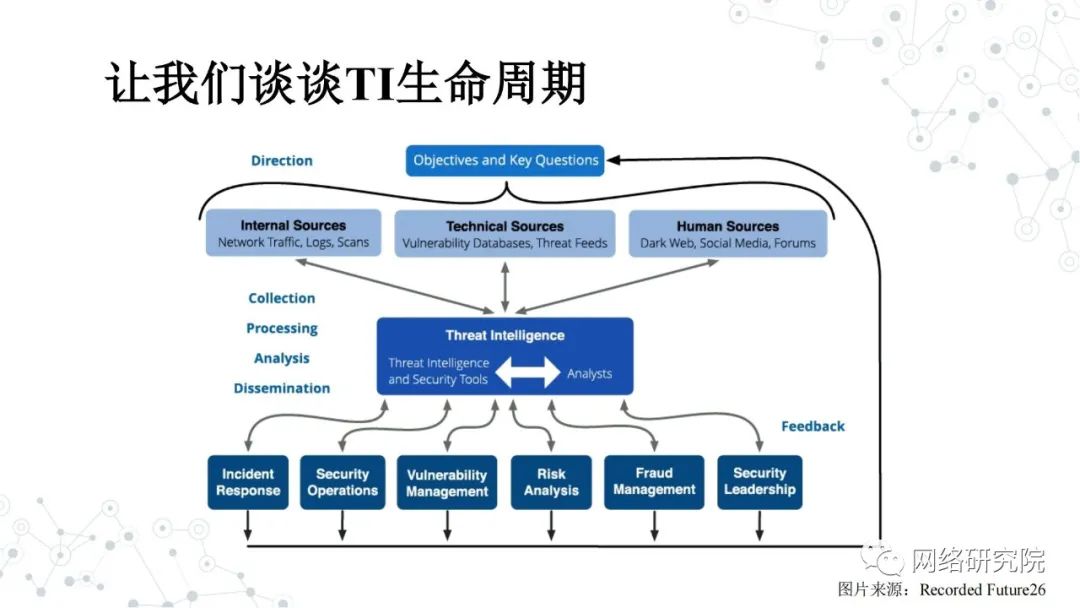 让我们谈谈TI生命周期
Direction
Objectives and Key Questions
Internal Sources
Network Traffic, Logs, Scans
Technical Sources
Vulnerability Databases, Threat Feeds
Human Sources
Dark Web, Social Media, Forums
Collection
Processing
Analysis
Dissemination
Threat Intelligence
Threat Intelligence
and Security Tools
Analysts
Feedback
Incident
Response
Security
Operations
Vulnerability
Management
Risk
Analysis
Fraud
Management
Security
Leadership
网络研究院
图片来源：Recorded Future26